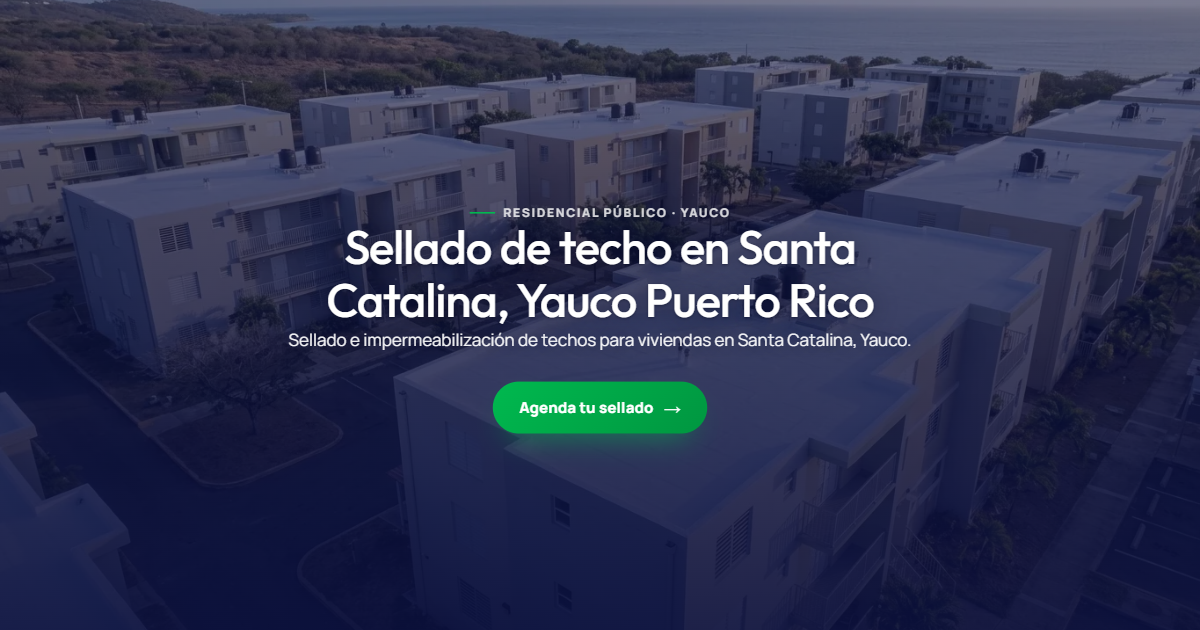 RESIDENCIAL PÚBLICO · YAUCO
Sellado de techo en Santa
Catalina, Yauco Puerto Rico
Sellado e impermeabilización de techos para viviendas en Santa Catalina, Yauco.
Agenda tu sellado →